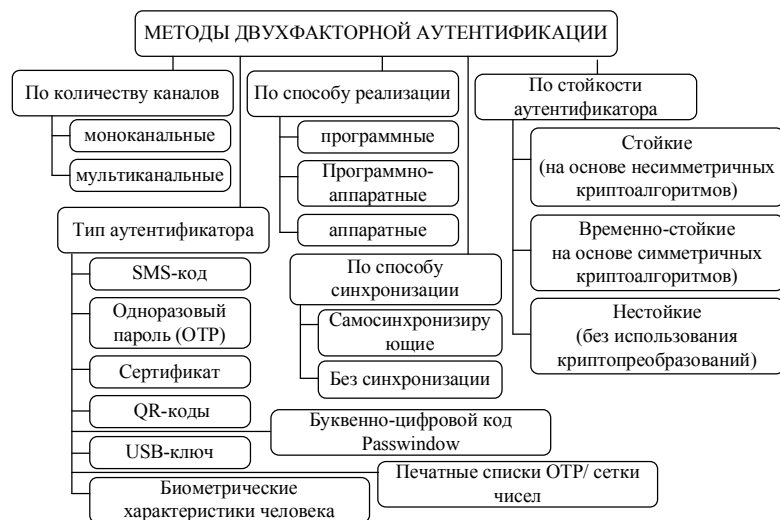 МЕТОДЫ ДВУХФАКТОРНОЙ АУТЕНТИФИКАЦИИ
По количеству каналов
моноканальные
мультиканальные
По способу реализации
программные
Программно-
аппаратные
аппаратные
По стойкости
аутентификатора
Стойкие
(на основе несимметричных
криптоалгоритмов)
Временно-стойкие
на основе симметричных
криптоалгоритмов)
Нестойкие
(без использования
криптопреобразований)
Тип аутентификатора
SMS-код
Одноразовый
пароль (OTP)
Сертификат
QR-коды
Буквенно-цифровой код
Passwindow
USB-ключ
Печатные списки OTP/ сетки
чисел
Биометрические
характеристики человека
По способу
синхронизации
Самосинхронизиру
ющие
Без синхронизации